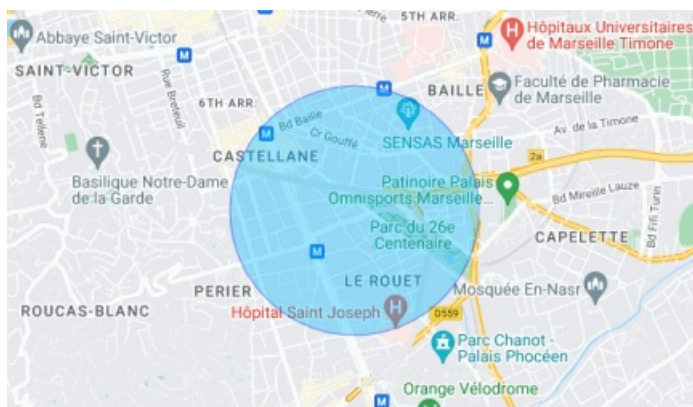 5TH ARR.
Hôpitaux Universitaires
de Marseille Timone
Abbaye Saint-Victor
M
M
SAINT-VICTOR
Bd Tellene
Rue Breteuil
6TH ARR.
M
BAILLE
Faculté de Pharmacie
de Marseille
Bd Baille
Cr Gouffé
SENSAS Marseille
Av. de la Timone
M
CASTELLANE
2a
Basilique Notre-Dame
de la Garde
Patinoire Palais
Omnisports Marseille...
Bd Mireille Lauze
Bd Fifi Turin
Parc du 26e
Centenaire
CAPELETTE
M
LE ROUET
PERIER
Mosquée En-Nasr
ROUCAS-BLANC
Hôpital Saint Joseph
H
D559
Parc Chanot -
Palais Phocéen
Orange Vélodrome
M
H